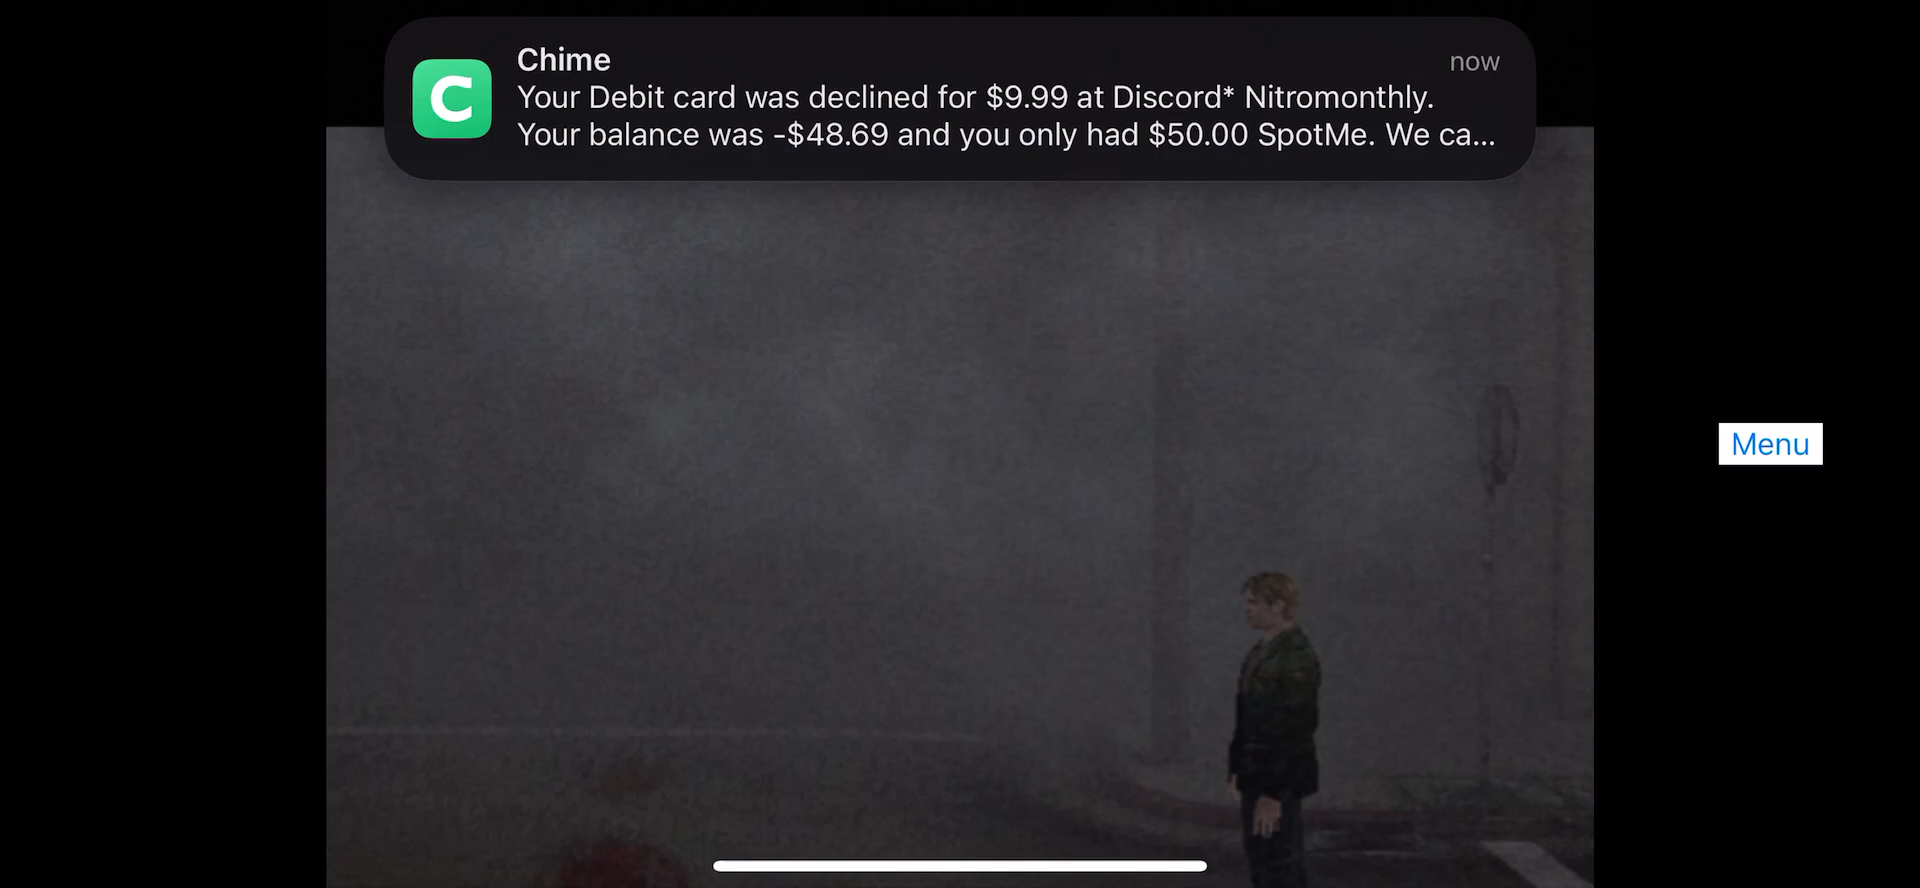 Chime
now
Your Debit card was declined for $9.99 at Discord* Nitromonthly.
Your balance was -$48.69 and you only had $50.00 SpotMe. We ca...
Menu